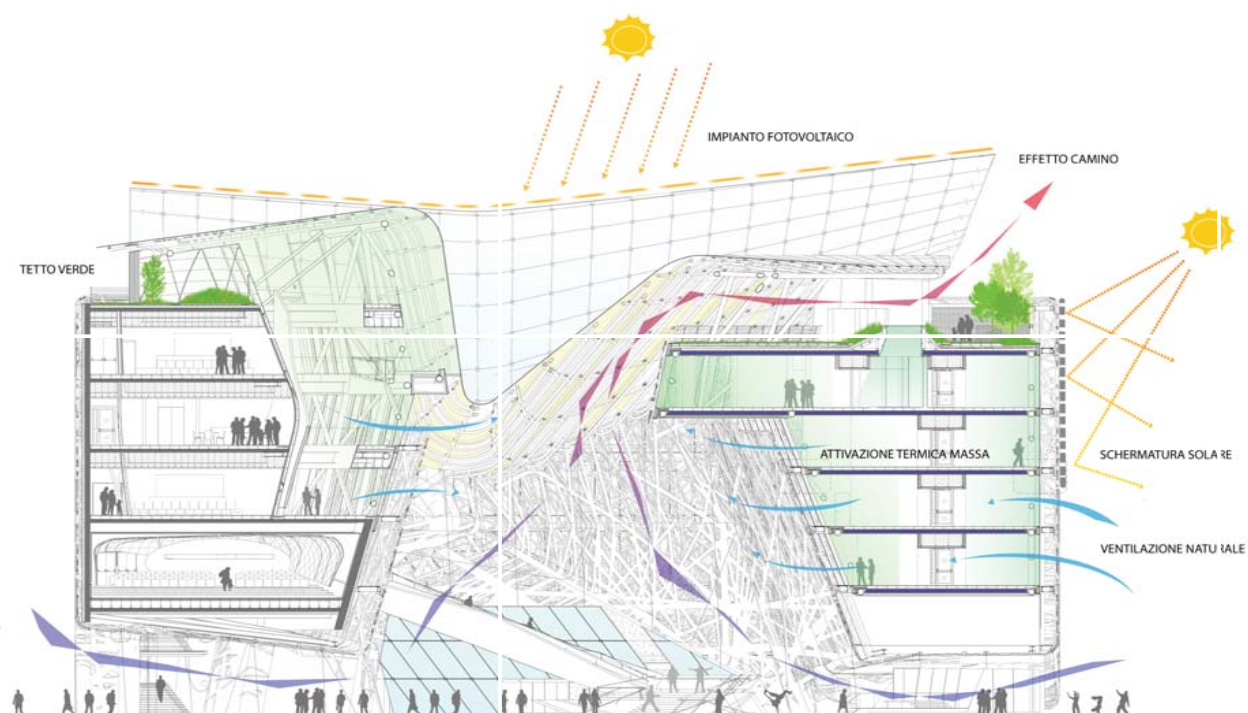 IMPIANTO FOTOVOLTAICO
EFFETTO CAMINO
TETTO VERDE
ATTIVAZIONE TERMICA MASSA
SCHERMATURA SOLARE
VENTILAZIONE NATURALE